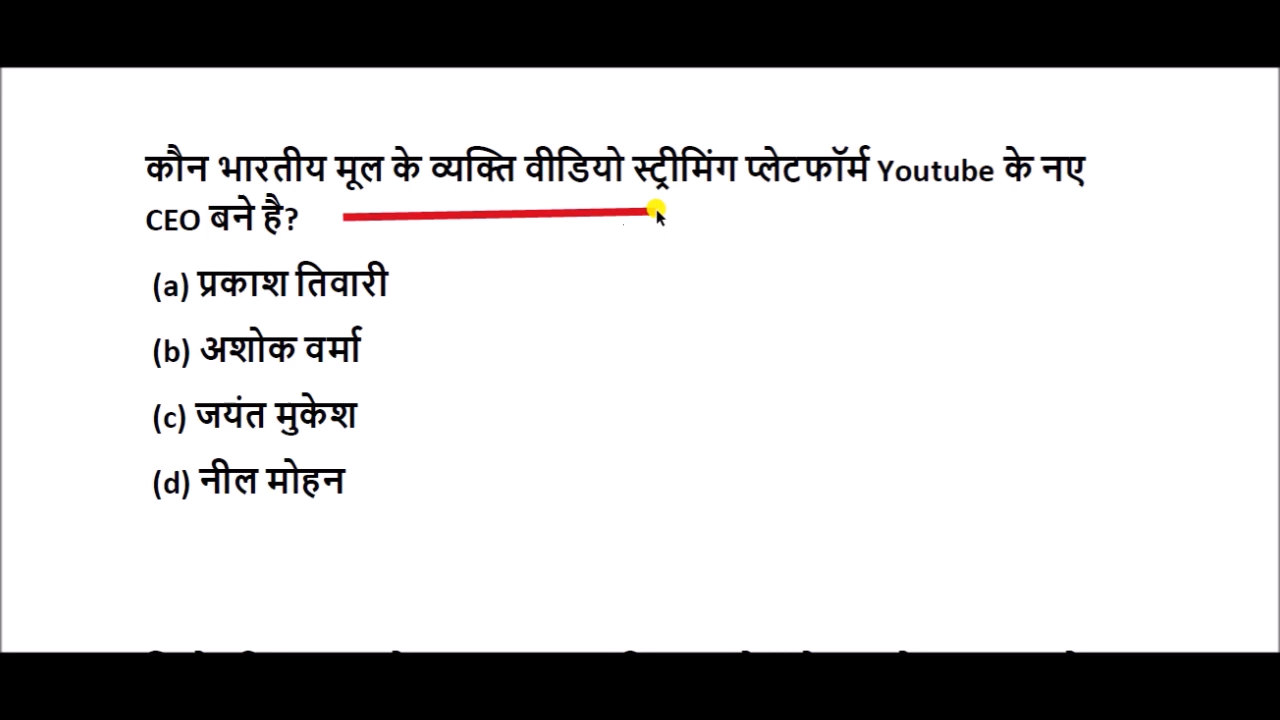 कौन भारतीय मूल के व्यक्ति वीडियो स्ट्रीमिंग प्लेटफॉर्म Youtube के नए
CEO बने है?
(a) प्रकाश तिवारी
(b) अशोक वर्मा
(c) जयंत मुकेश
(d) नील मोहन